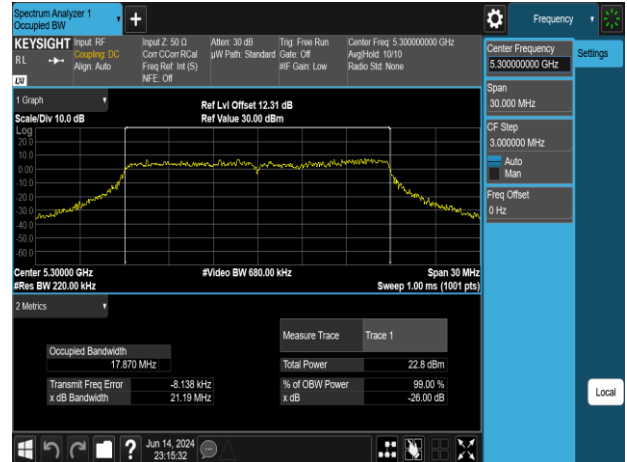 Spectrum Analyzer 1
Occupied BW
+
Frequency
KEYSIGHT
RL
LXI
Input: RF
Coupling: DC
Align: Auto
Input Z: 50 Ω
Corr CCorr RCal
Freq Ref: Int (S)
NFE: Off
Atten: 30 dB
µW Path: Standard
Trig: Free Run
Gate: Off
#IF Gain: Low
Center Freq: 5.300000000 GHz
Avg|Hold: 10/10
Radio Std: None
Center Frequency
5.300000000 GHz
Settings
Span
30.000 MHz
CF Step
3.000000 MHz
Auto
Man
Freq Offset
0 Hz
Local
1 Graph
Scale/Div 10.0 dB
Ref Lvl Offset 12.31 dB
Ref Value 30.00 dBm
Log
20.0
10.0
0.00
-10.0
-20.0
-30.0
-40.0
-50.0
-60.0
Center 5.30000 GHz
#Video BW 680.00 kHz
Span 30 MHz
#Res BW 220.00 kHz
Sweep 1.00 ms (1001 pts)
2 Metrics
Measure Trace Trace 1
Occupied Bandwidth
17.870 MHz
Total Power 22.8 dBm
Transmit Freq Error -8.138 kHz
% of OBW Power 99.00 %
x dB Bandwidth 21.19 MHz
x dB -26.00 dB
?
Jun 14, 2024
23:15:32